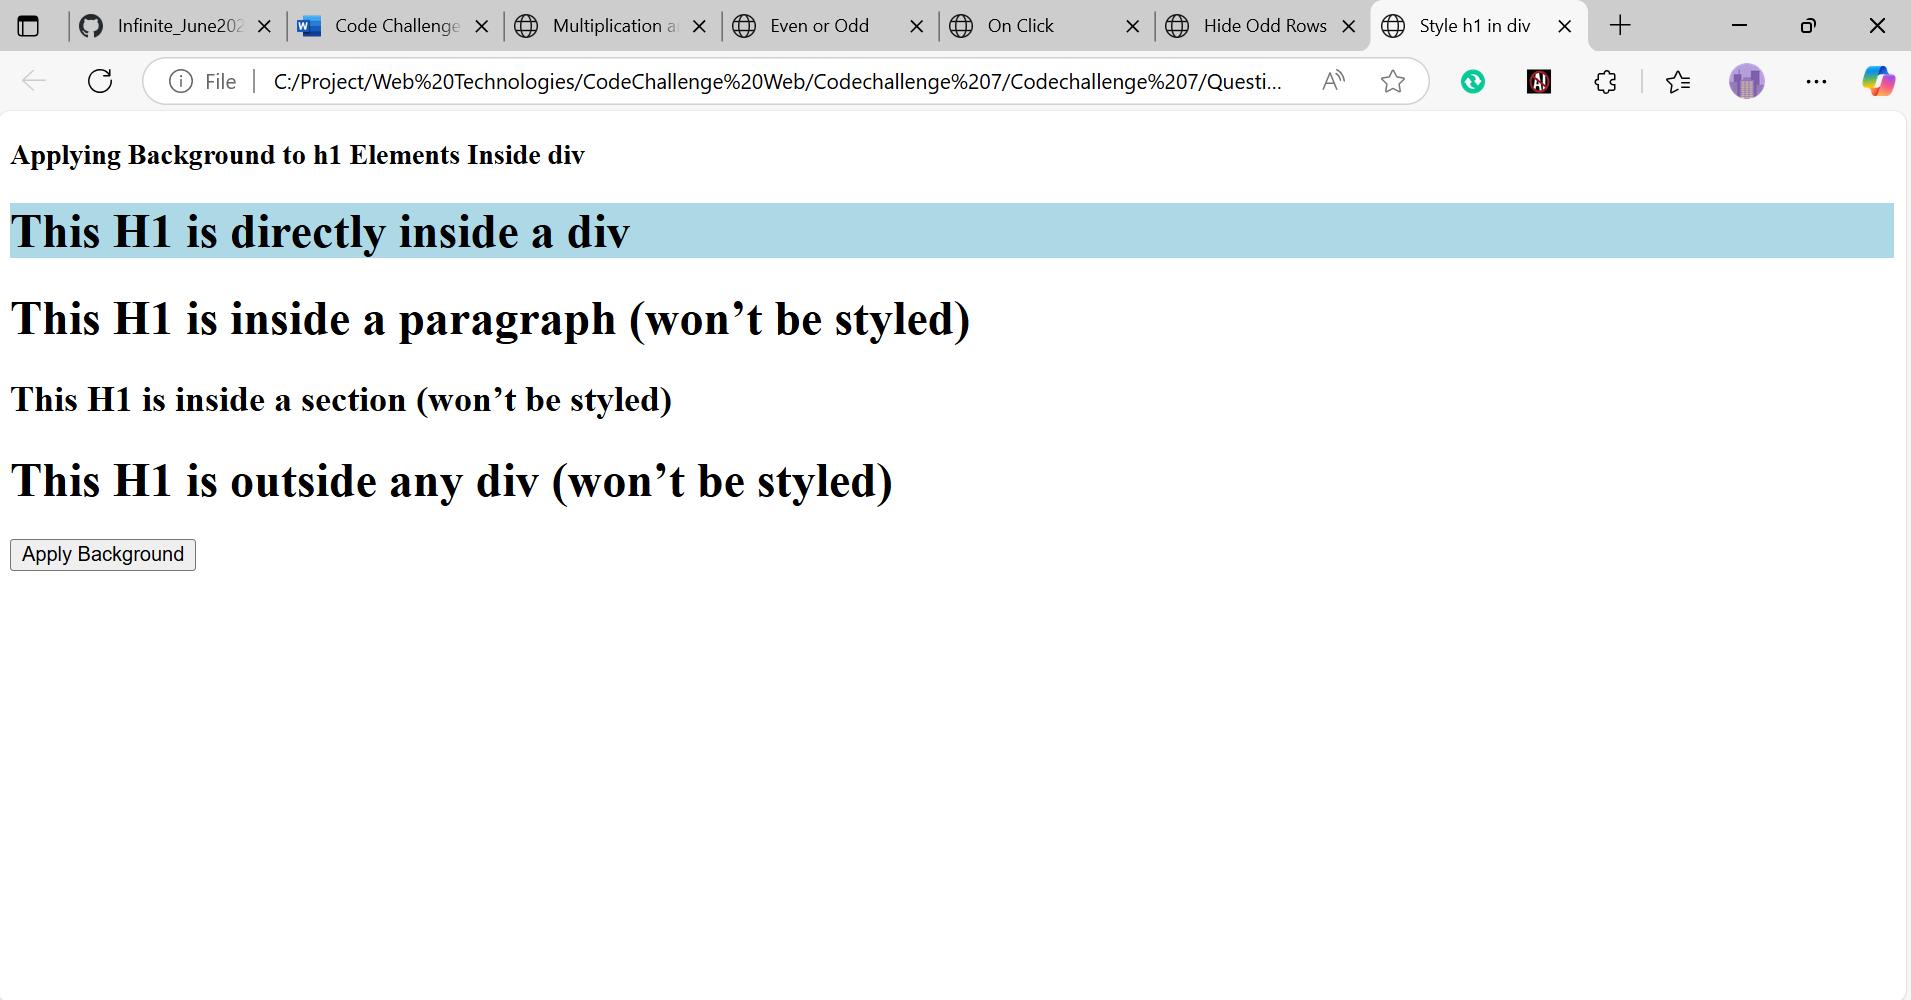 Infinite_June202
Code Challenge
Multiplication a
Even or Odd
On Click
Hide Odd Rows
Style h1 in div
File
C:/Project/Web%20Technologies/CodeChallenge%20Web/Codechallenge%207/Codechallenge%207/Questi...
Applying Background to h1 Elements Inside div
This H1 is directly inside a div
This H1 is inside a paragraph (won’t be styled)
This H1 is inside a section (won’t be styled)
This H1 is outside any div (won’t be styled)
Apply Background